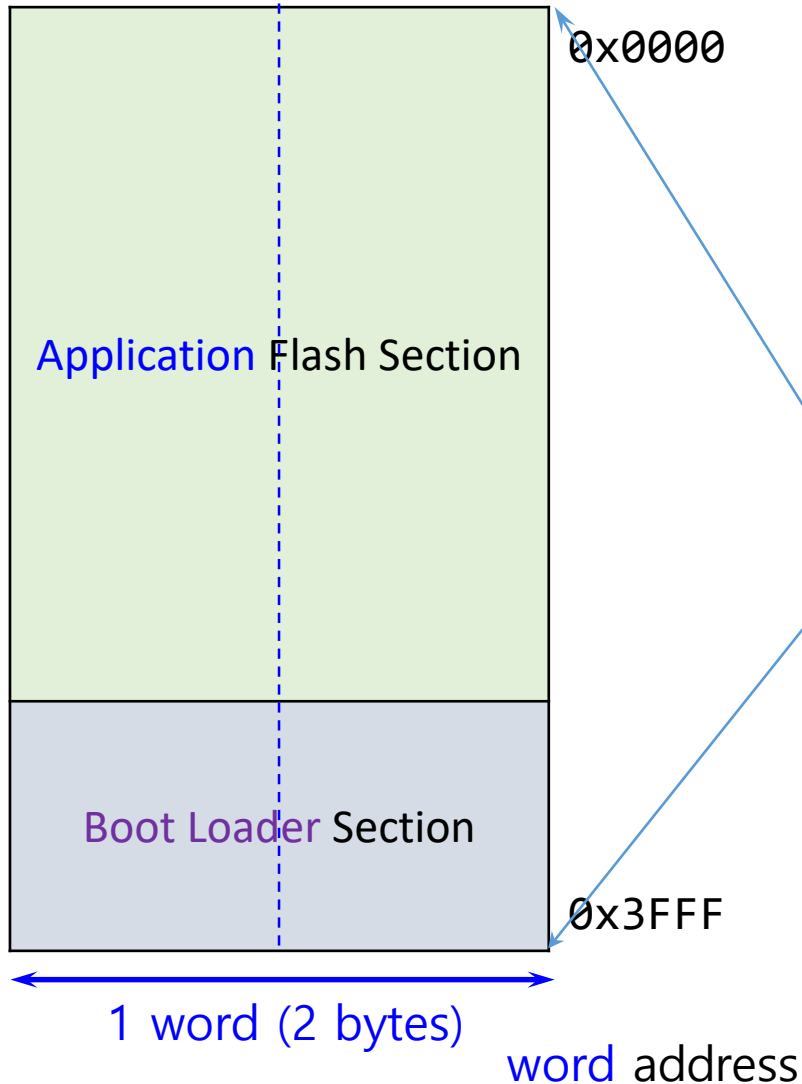 0x0000
Application Flash Section
Boot Loader Section
0x3FFF
1 word (2 bytes)
word address